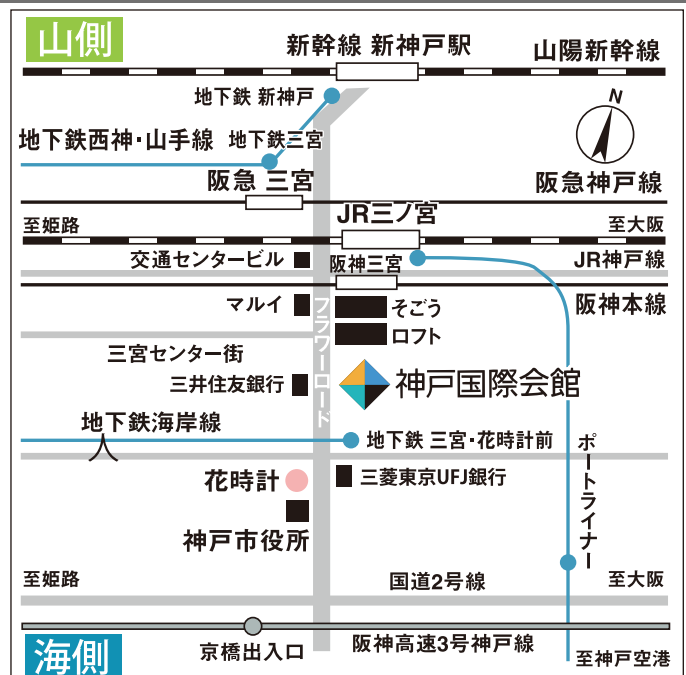 山側
新幹線 新神戸駅
山陽新幹線
地下鉄 新神戸
N
地下鉄西神・山手線
地下鉄三宮
阪急 三宮
阪急神戸線
至姫路
JR三ノ宮
至大阪
交通センタービル
阪神三宮
JR神戸線
マルイ
そごう
阪神本線
フラワーロード
ロフト
三宮センター街
三井住友銀行
神戸国際会館
地下鉄海岸線
地下鉄 三宮・花時計前
ポートライナー
花時計
三菱東京UFJ銀行
神戸市役所
至姫路
国道2号線
至大阪
京橋出入口
阪神高速3号神戸線
海側
至神戸空港